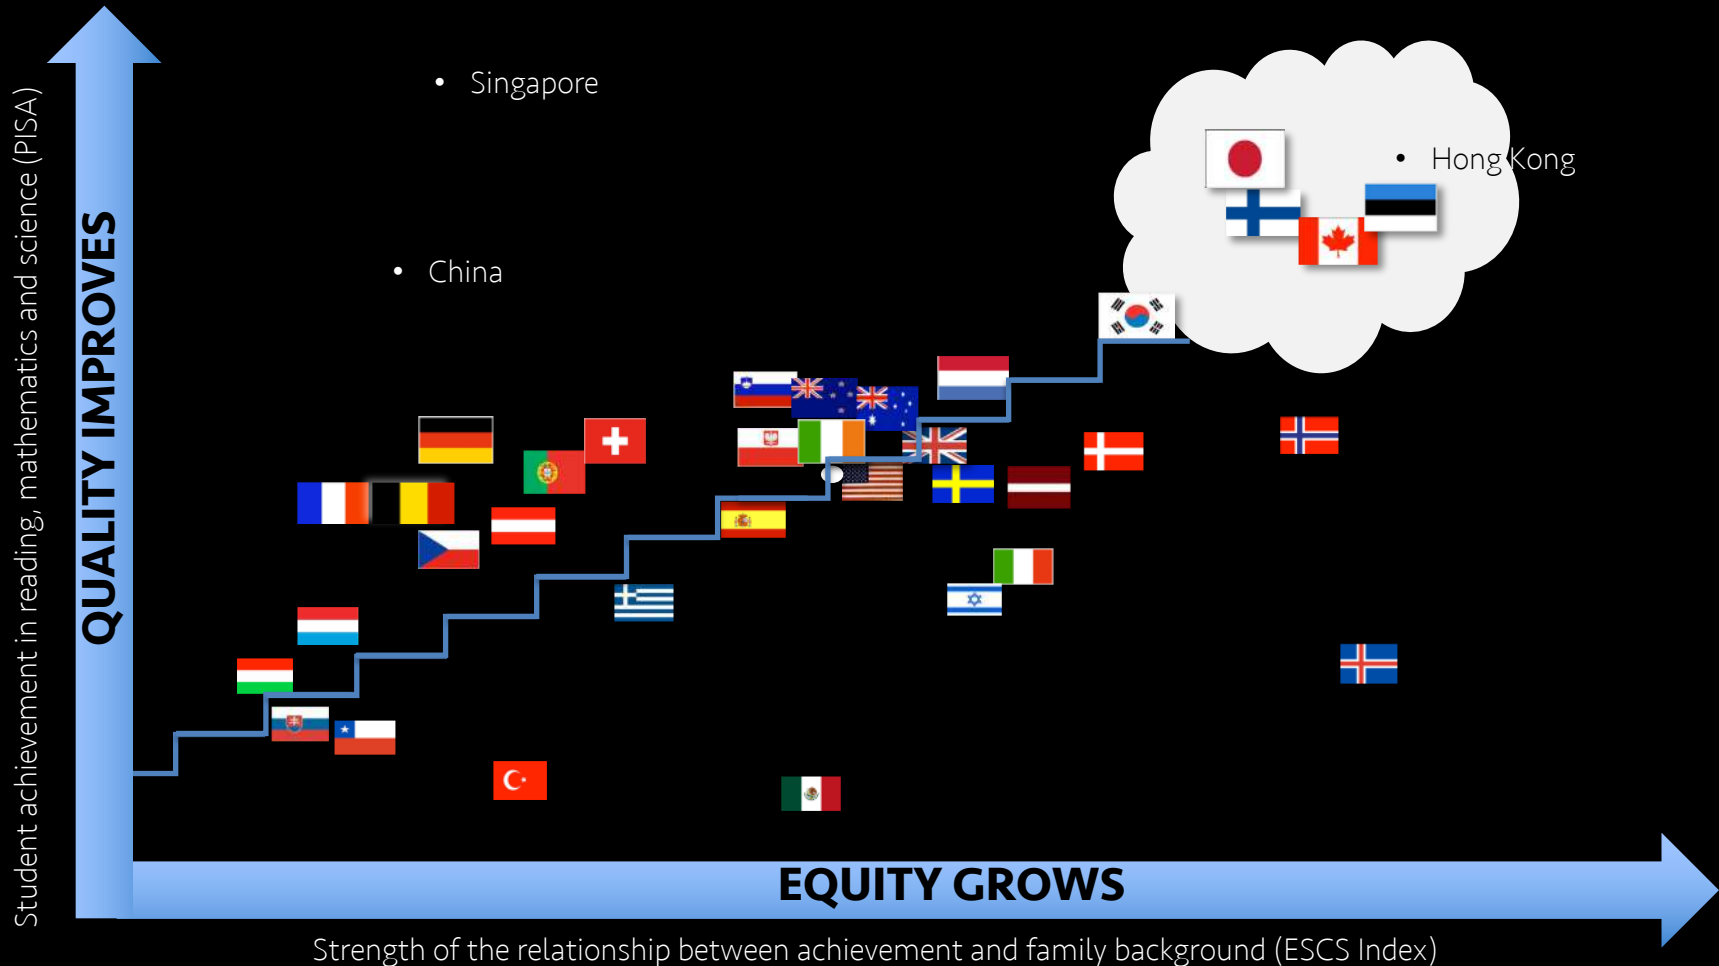 Student achievement in reading, mathematics and science (PISA)
QUALITY IMPROVES
• Singapore
• Hong Kong
• China
EQUITY GROWS
Strength of the relationship between achievement and family background (ESCS Index)